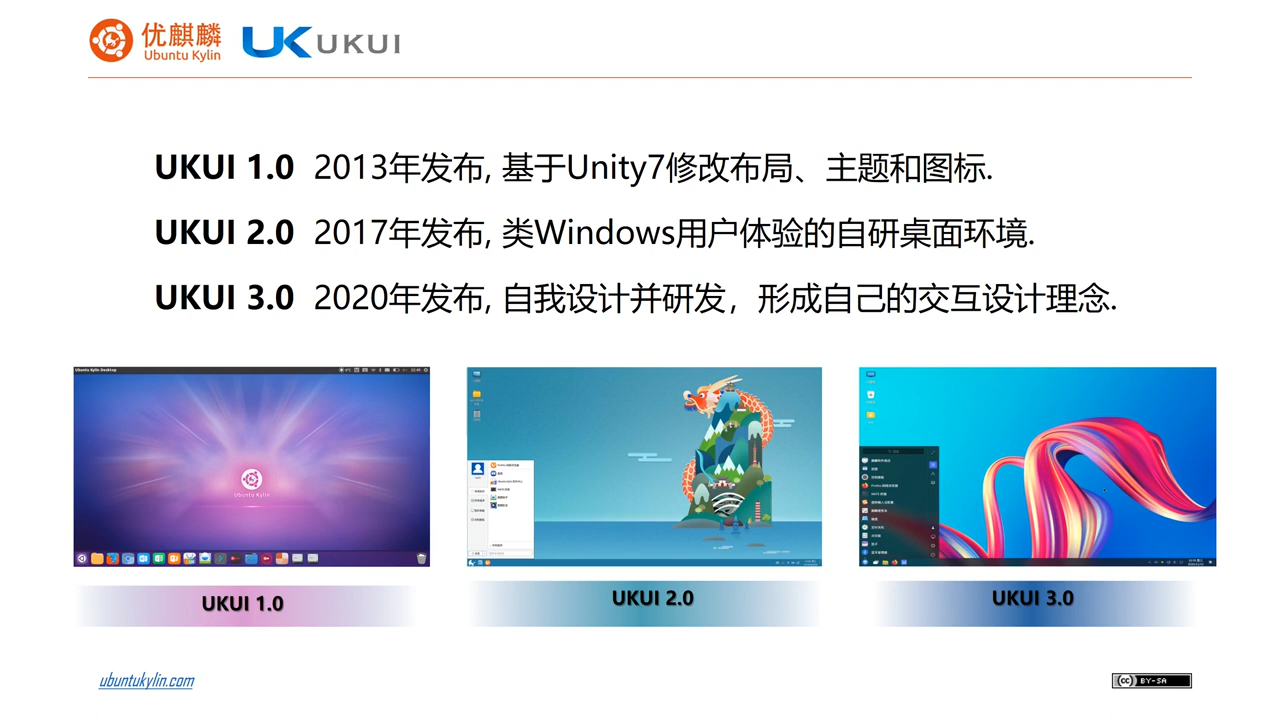 优麒麟
Ubuntu Kylin
UK UKUI
UKUI 1.0 2013年发布, 基于Unity7修改布局、主题和图标.
UKUI 2.0 2017年发布, 类Windows用户体验的自研桌面环境.
UKUI 3.0 2020年发布, 自我设计并研发，形成自己的交互设计理念.
Ubuntu Kylin Desktop
Ubuntu Kylin
UKUI 1.0
UKUI 2.0
UKUI 3.0
ubuntukylin.com
cc BY-SA